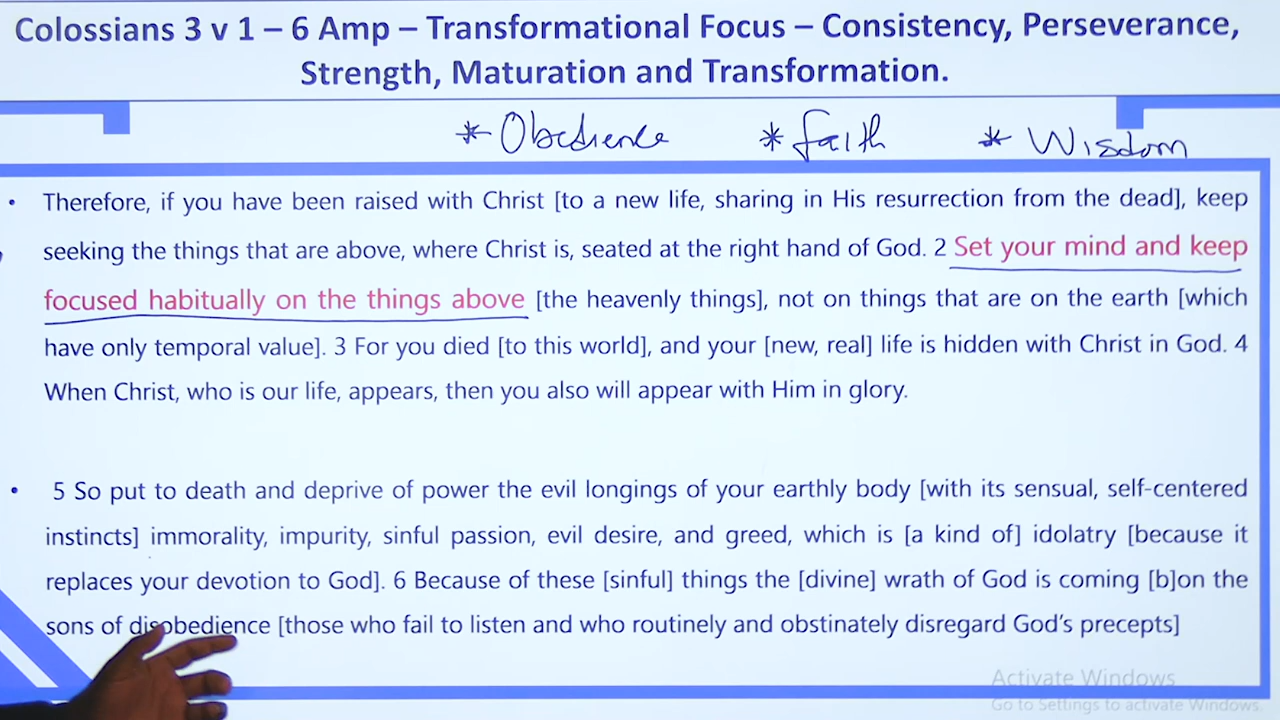 Colossians 3 v 1 – 6 Amp – Transformational Focus – Consistency, Perseverance,
Strength, Maturation and Transformation.
* Obedience * faith * Wisdom
• Therefore, if you have been raised with Christ [to a new life, sharing in His resurrection from the dead], keep
seeking the things that are above, where Christ is, seated at the right hand of God. 2 Set your mind and keep
focused habitually on the things above [the heavenly things], not on things that are on the earth [which
have only temporal value]. 3 For you died [to this world], and your [new, real] life is hidden with Christ in God. 4
When Christ, who is our life, appears, then you also will appear with Him in glory.
• 5 So put to death and deprive of power the evil longings of your earthly body [with its sensual, self-centered
instincts] immorality, impurity, sinful passion, evil desire, and greed, which is [a kind of] idolatry [because it
replaces your devotion to God]. 6 Because of these [sinful] things the [divine] wrath of God is coming [b]on the
sons of disobedience [those who fail to listen and who routinely and obstinately disregard God's precepts]
Activate Windows
Go to Settings to activate Windows.